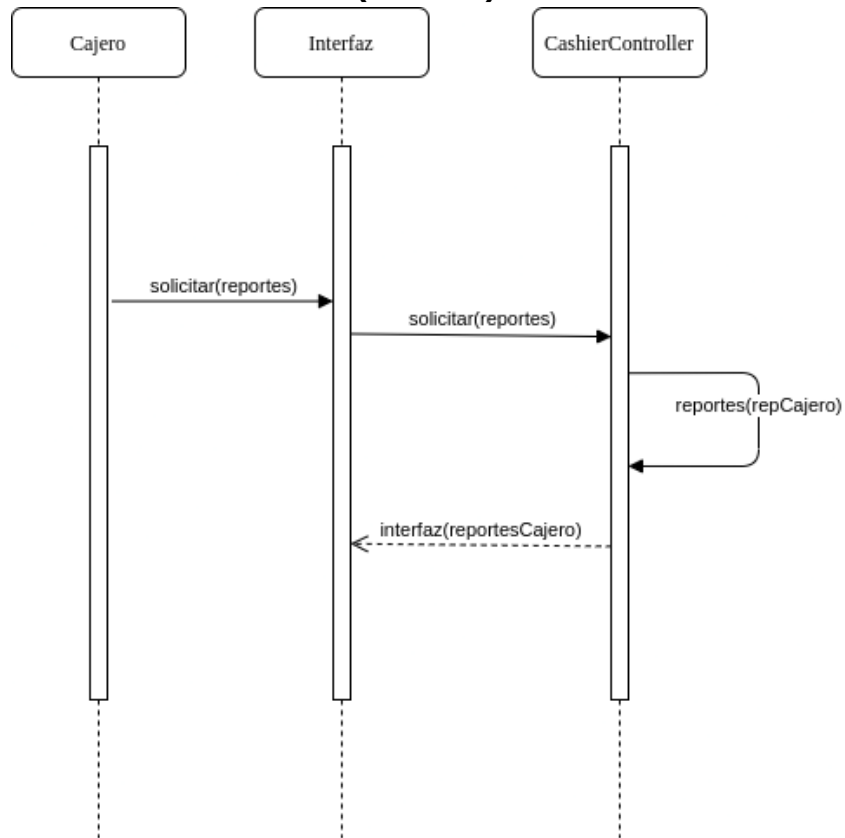 Cajero
Interfaz
CashierController
solicitar(reportes)
solicitar(reportes)
reportes(repCajero)
interfaz(reportesCajero)